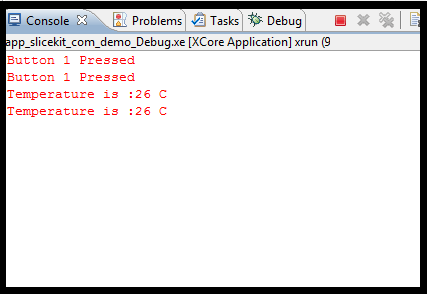 Console Problems Tasks Debug
app_slicekit_com_demo_Debug.xe [XCore Application] xrun (9
Button 1 Pressed
Button 1 Pressed
Temperature is :26 C
Temperature is :26 C